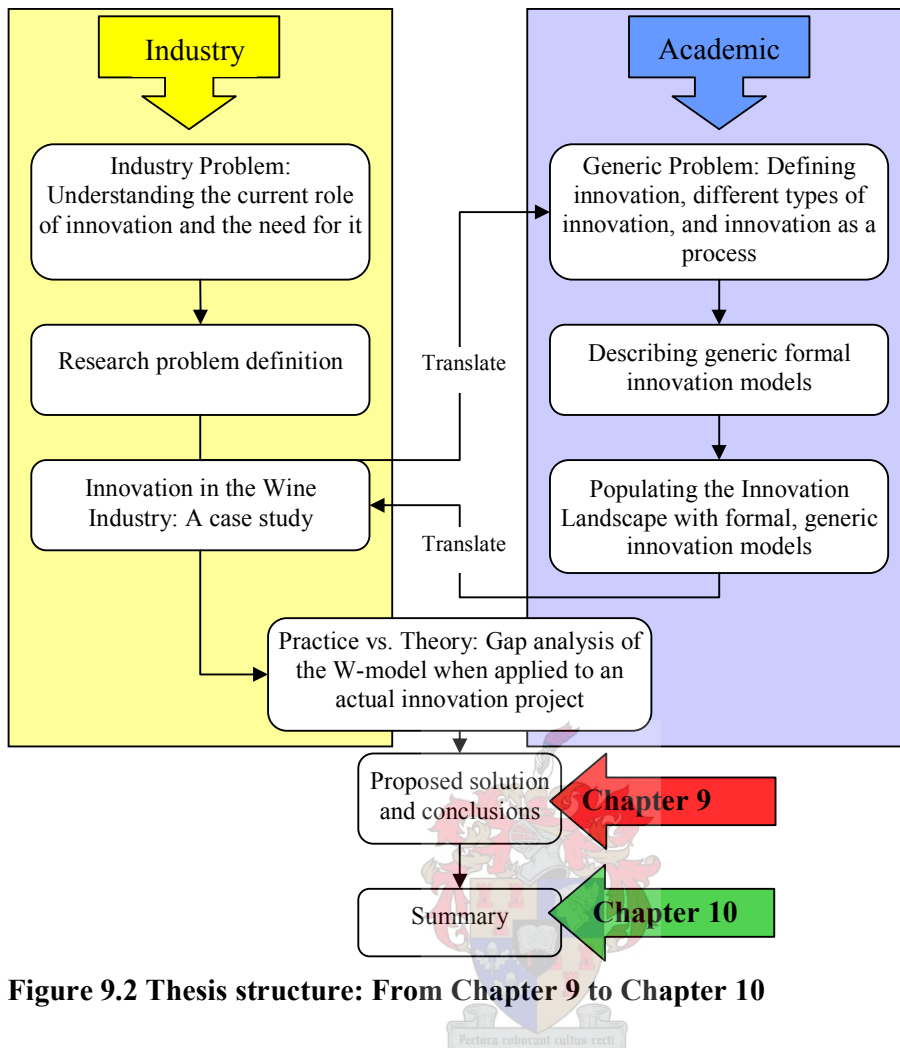 Industry
Academic
Industry Problem:
Understanding the current role
of innovation and the need for it
Generic Problem: Defining
innovation, different types of
innovation, and innovation as a
process
Research problem definition
Translate
Describing generic formal
innovation models
Innovation in the Wine
Industry: A case study
Populating the Innovation
Landscape with formal, generic
innovation models
Translate
Practice vs. Theory: Gap analysis of
the W-model when applied to an
actual innovation project
Proposed solution
and conclusions
Chapter 9
Summary
Chapter 10
Figure 9.2 Thesis structure: From Chapter 9 to Chapter 10
Pectora roborant cultus recti